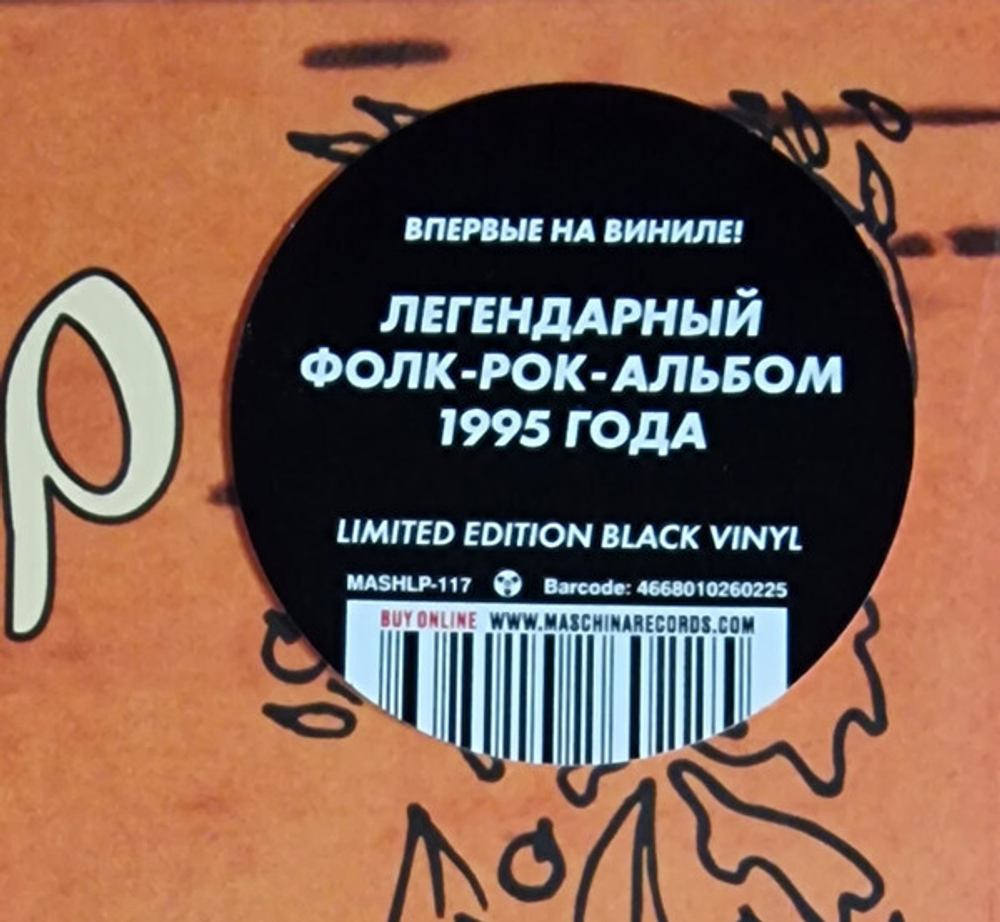 ВПЕРВЫЕ НА ВИНИЛЕ!
ЛЕГЕНДАРНЫЙ
ФОЛК-РОК-АЛЬБОМ
1995 ГОДА
LIMITED EDITION BLACK VINYL
MASHLP-117 Barcode: 4668010260225
BUY ONLINE WWW.MASCHINARECORDS.COM
р